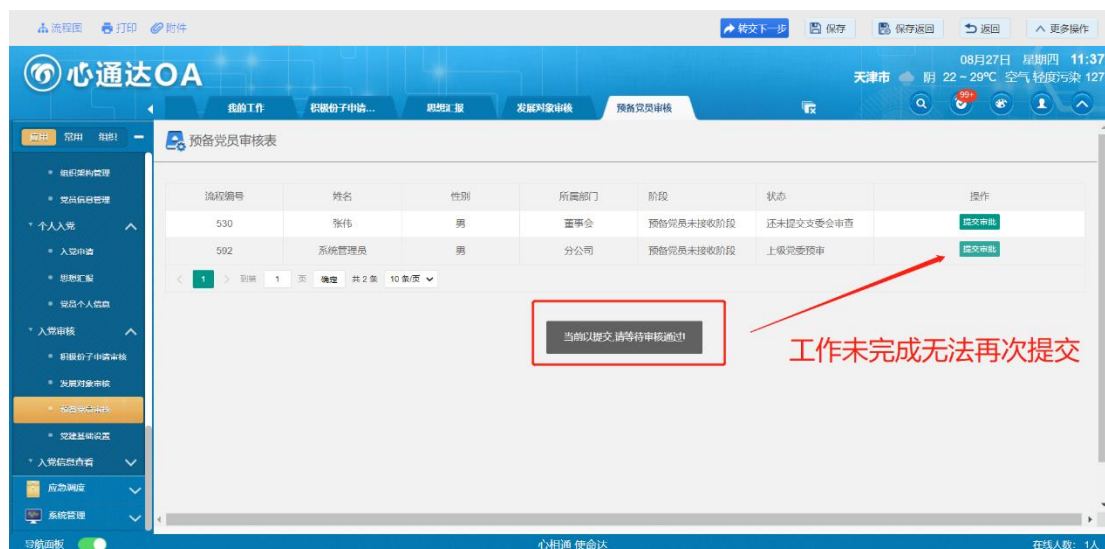 流程图 打印 附件 转交下一步 保存 保存返回 返回 更多操作
心通达OA
08月27日 星期四 11:37
天津市 阴 22 ~ 29℃ 空气 轻度污染 127
我的工作 积极份子申请... 思想汇报 发展对象审核 预备党员审核
99+
应用 常用 组织
预备党员审核表
组织架构管理
党员信息管理
个人入党
入党申请
思想汇报
党员个人信息
入党审核
积极份子申请审核
发展对象审核
预备党员审核
党建基础设置
入党信息查看
应急调度
系统管理
流程编号 姓名 性别 所属部门 阶段 状态 操作
530 张伟 男 董事会 预备党员未接收阶段 还未提交支委会审查 提交审批
592 系统管理员 男 分公司 预备党员未接收阶段 上级党委预审 提交审批
1 到第 1 页 确定 共 2 条 10 条/页
当前以提交,请等待审核通过!
工作未完成无法再次提交
导航面板 心相通 使命达 在线人数: 1人